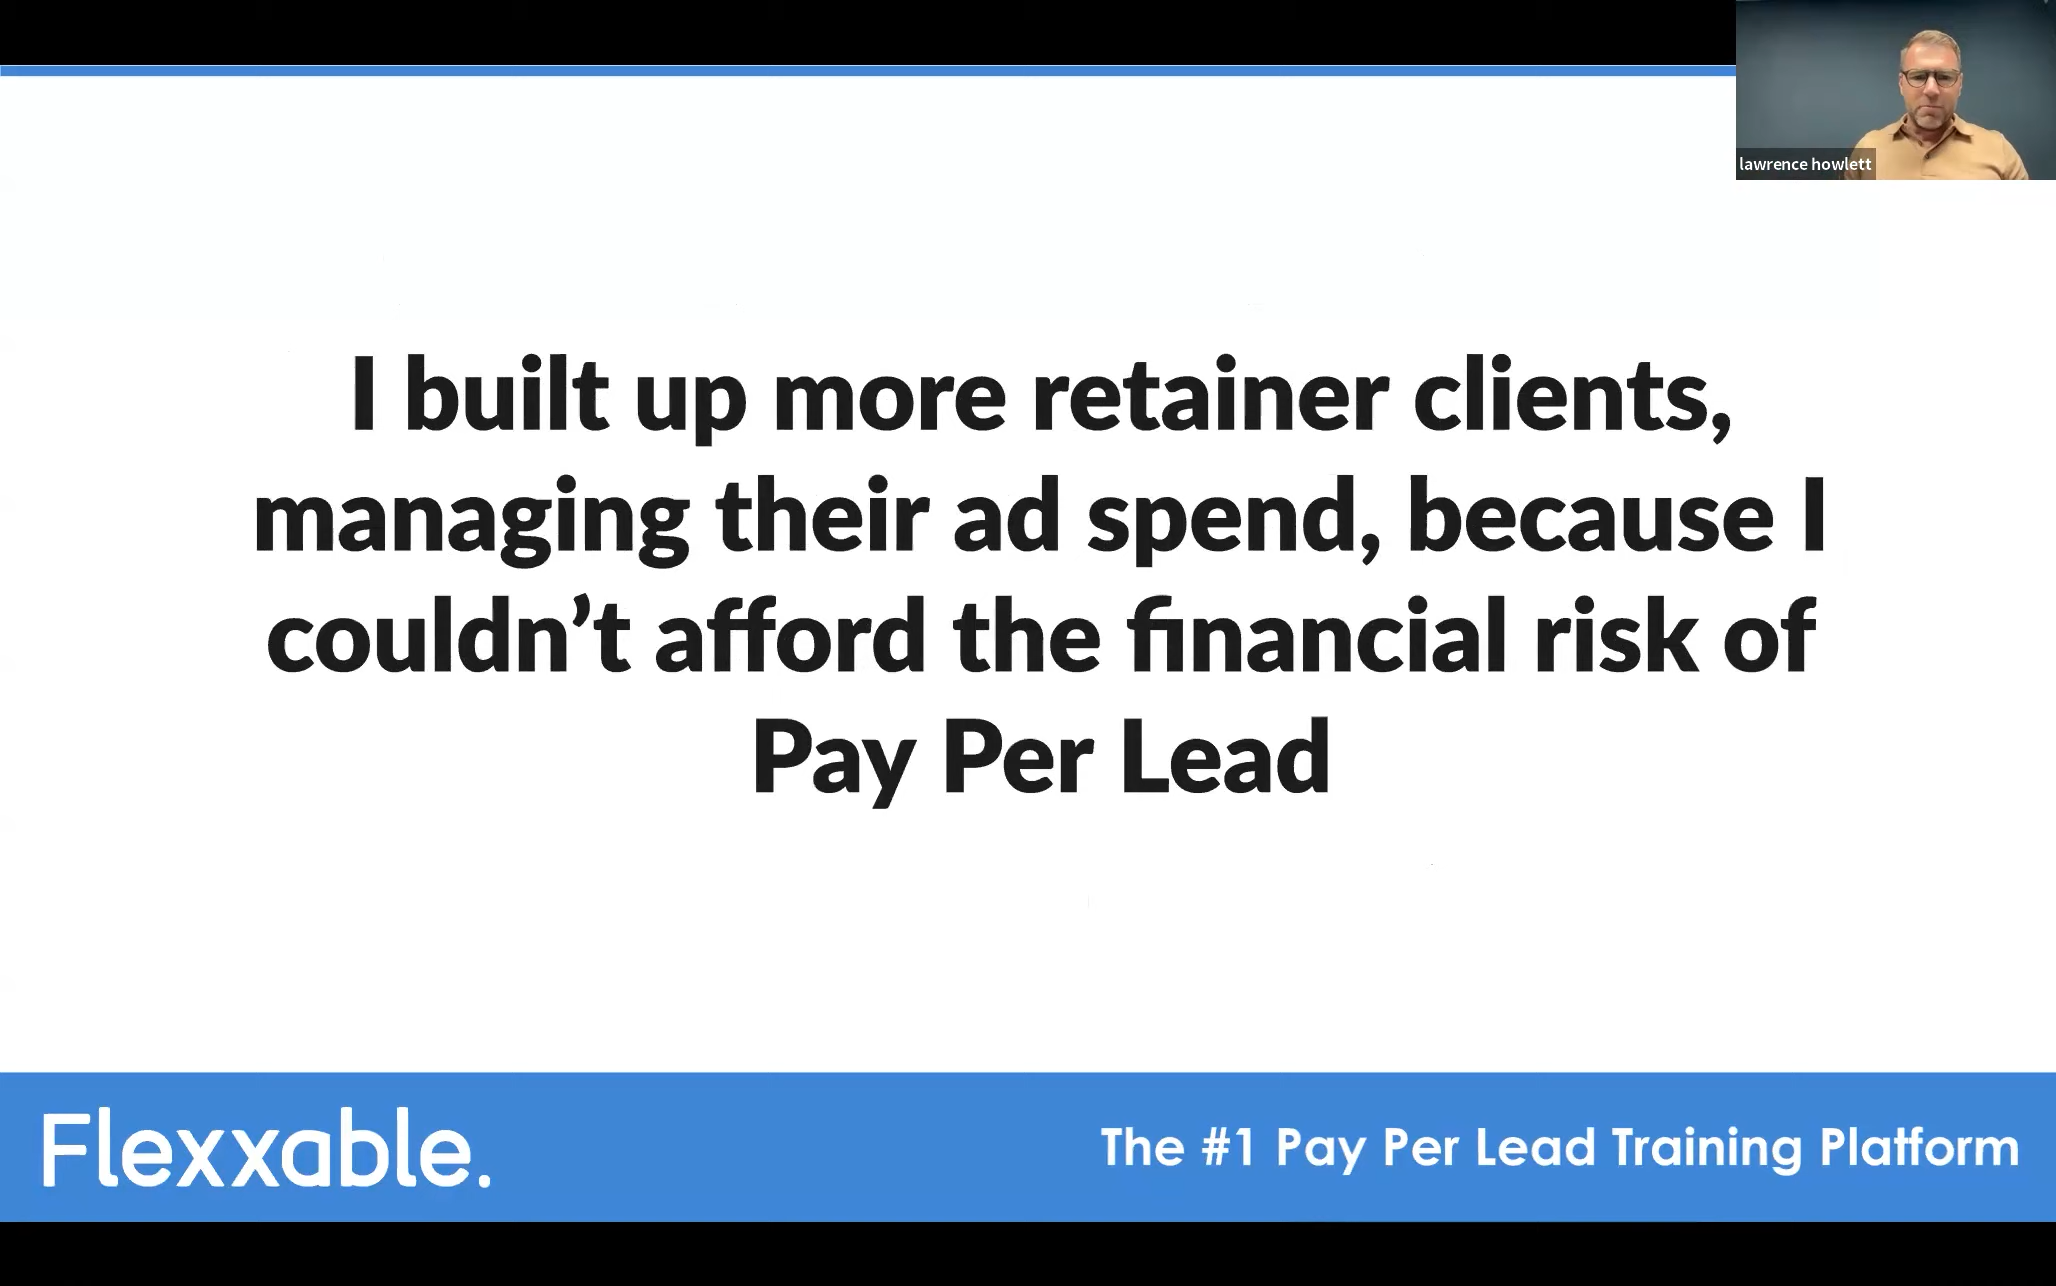 lawrence howlett
I built up more retainer clients,
managing their ad spend, because I
couldn’t afford the financial risk of
Pay Per Lead
Flexxable.
The #1 Pay Per Lead Training Platform